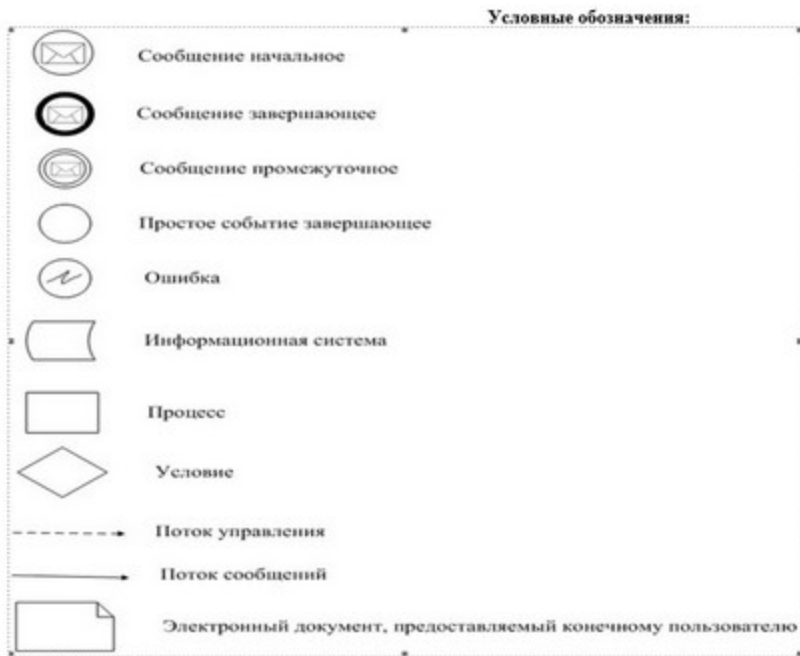 Условные обозначения:
Сообщение начальное
Сообщение завершающее
Сообщение промежуточное
Простое событие завершающее
Ошибка
Информационная система
Процесс
Условие
Поток управления
Поток сообщений
Электронный документ, предоставляемый конечному пользователю